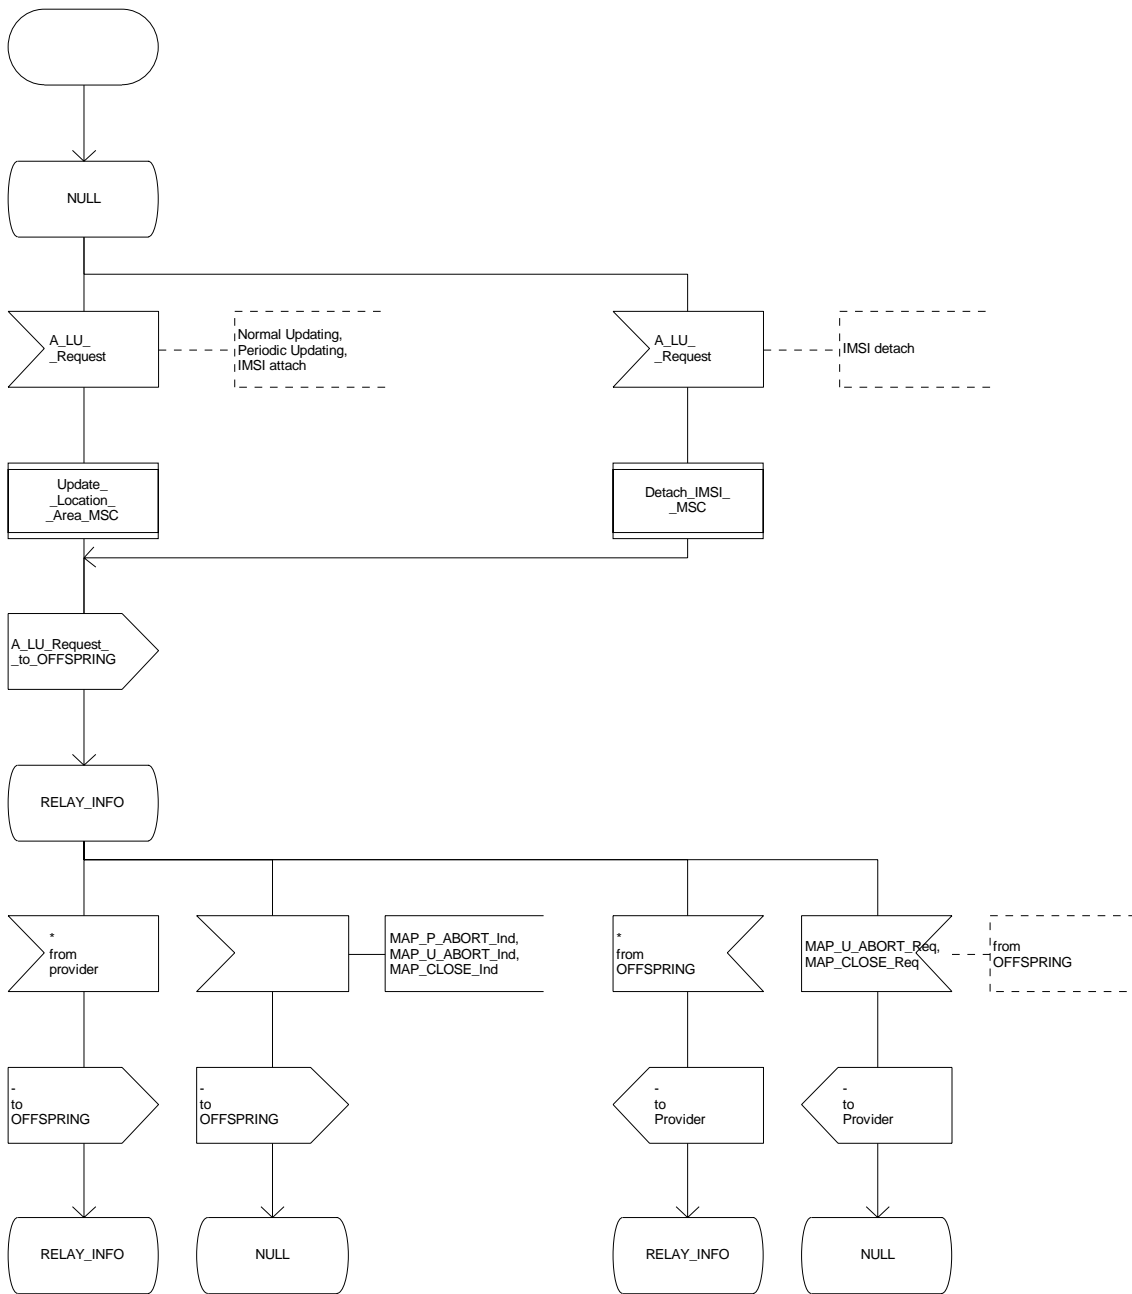 NULL
A_LU_
_Request
Normal Updating,
Periodic Updating,
IMSI attach
A_LU_
_Request
IMSI detach
Update_
_Location_
_Area_MSC
Detach_IMSI_
_MSC
A_LU_Request_
_to_OFFSPRING
RELAY_INFO
*
from
provider
MAP_P_ABORT_Ind,
MAP_U_ABORT_Ind,
MAP_CLOSE_Ind
*
from
OFFSPRING
MAP_U_ABORT_Req,
MAP_CLOSE_Req
from
OFFSPRING
-
to
OFFSPRING
-
to
OFFSPRING
-
to
Provider
-
to
Provider
RELAY_INFO
NULL
RELAY_INFO
NULL